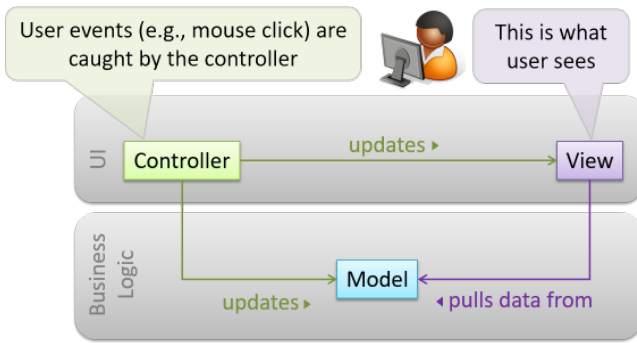 User events (e.g., mouse click) are
caught by the controller
This is what
user sees
UI
Controller
updates ▸
View
Business
Logic
Model
updates ▸
◂ pulls data from